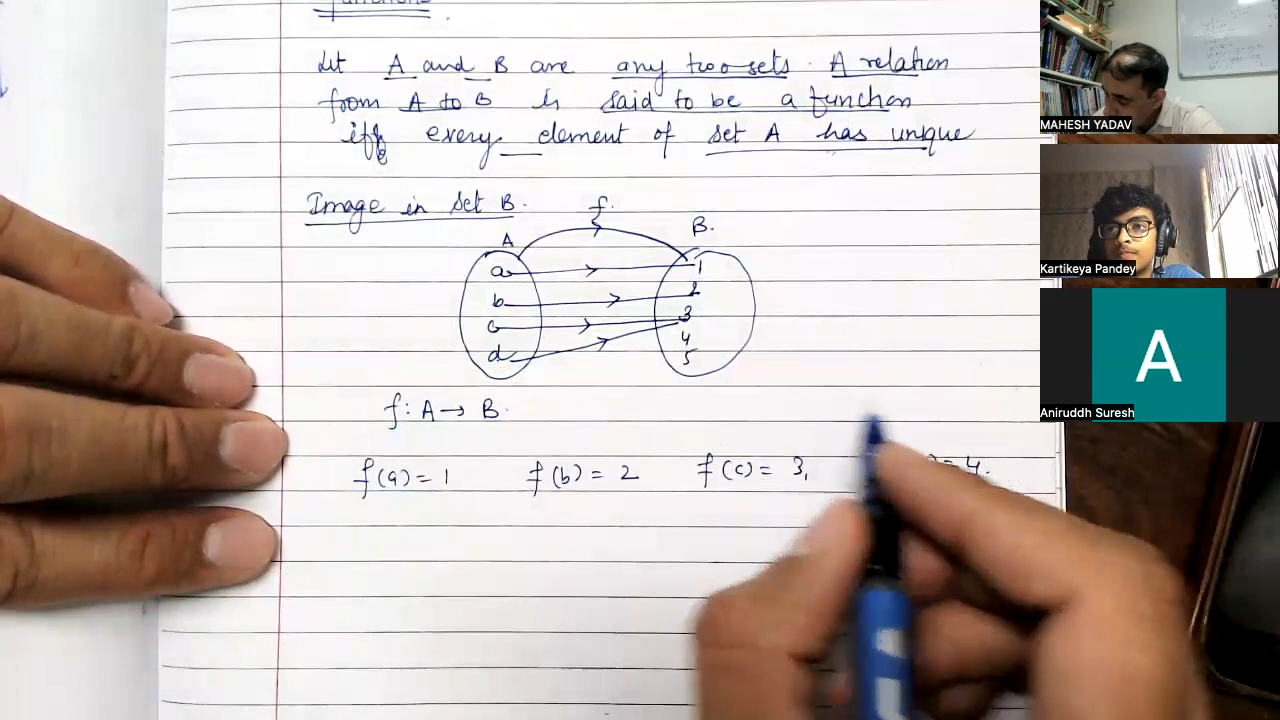 Functions.
Let A and B are any two sets. A relation
from A to B is said to be a function
iff every element of set A has unique
Image in set B.
f.
A B.
a 1
b 2
c 3
d 4
5
f: A → B.
f(a) = 1 f(b) = 2 f(c) = 3, ) = 4.
MAHESH YADAV
Kartikeya Pandey
A
Aniruddh Suresh